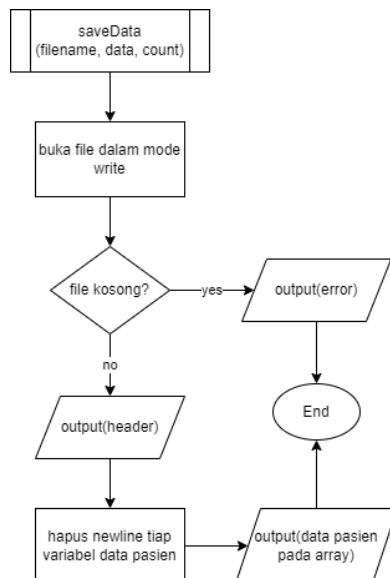 saveData
(filename, data, count)
buka file dalam mode
write
file kosong?
yes
output(error)
no
output(header)
End
hapus newline tiap
variabel data pasien
output(data pasien
pada array)